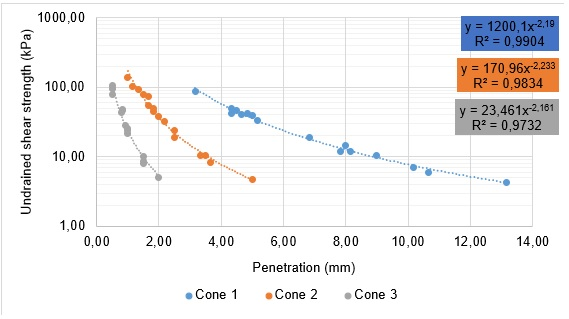 1000,00
100,00
10,00
1,00
Undrained shear strength (kPa)
y = 1200,1x-2,19
R² = 0,9904
y = 170,96x-2,233
R² = 0,9834
y = 23,461x-2,161
R² = 0,9732
0,00 2,00 4,00 6,00 8,00 10,00 12,00 14,00
Penetration (mm)
Cone 1 Cone 2 Cone 3